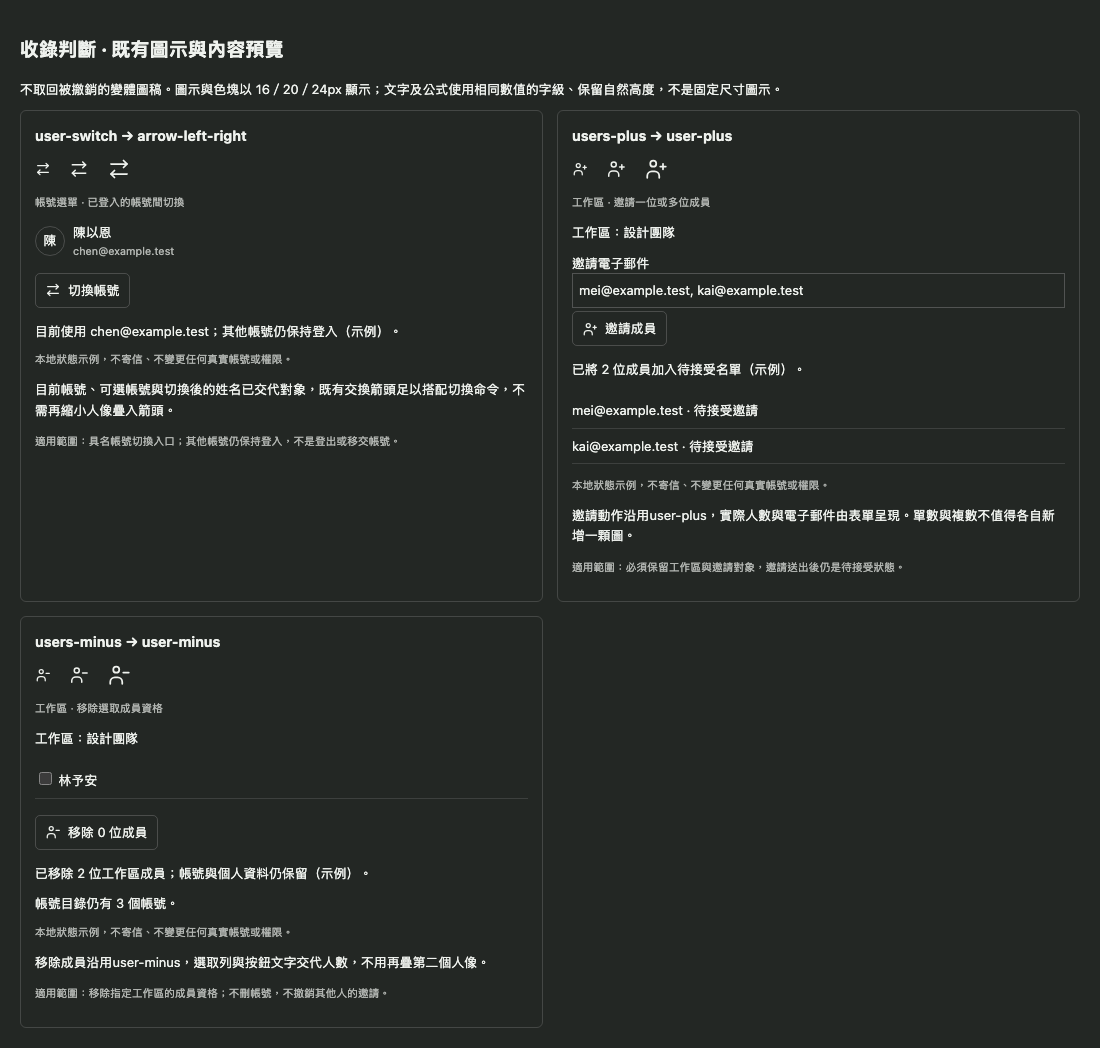 收錄判斷 · 既有圖示與內容預覽
不取回被撤銷的變體圖稿。圖示與色塊以 16 / 20 / 24px 顯示；文字及公式使用相同數值的字級、保留自然高度，不是固定尺寸圖示。
user-switch → arrow-left-right
帳號選單 · 已登入的帳號間切換
陳
陳以恩
chen@example.test
切換帳號
目前使用 chen@example.test；其他帳號仍保持登入（示例）。
本地狀態示例，不寄信、不變更任何真實帳號或權限。
目前帳號、可選帳號與切換後的姓名已交代對象，既有交換箭頭足以搭配切換命令，不
需再縮小人像疊入箭頭。
適用範圍：具名帳號切換入口；其他帳號仍保持登入，不是登出或移交帳號。
users-plus → user-plus
工作區 · 邀請一位或多位成員
工作區：設計團隊
邀請電子郵件
mei@example.test, kai@example.test
邀請成員
已將 2 位成員加入待接受名單（示例）。
mei@example.test · 待接受邀請
kai@example.test · 待接受邀請
本地狀態示例，不寄信、不變更任何真實帳號或權限。
邀請動作沿用user-plus，實際人數與電子郵件由表單呈現。單數與複數不值得各自新
增一顆圖。
適用範圍：必須保留工作區與邀請對象，邀請送出後仍是待接受狀態。
users-minus → user-minus
工作區 · 移除選取成員資格
工作區：設計團隊
林予安
移除 0 位成員
已移除 2 位工作區成員；帳號與個人資料仍保留（示例）。
帳號目錄仍有 3 個帳號。
本地狀態示例，不寄信、不變更任何真實帳號或權限。
移除成員沿用user-minus，選取列與按鈕文字交代人數，不用再疊第二個人像。
適用範圍：移除指定工作區的成員資格；不刪帳號，不撤銷其他人的邀請。